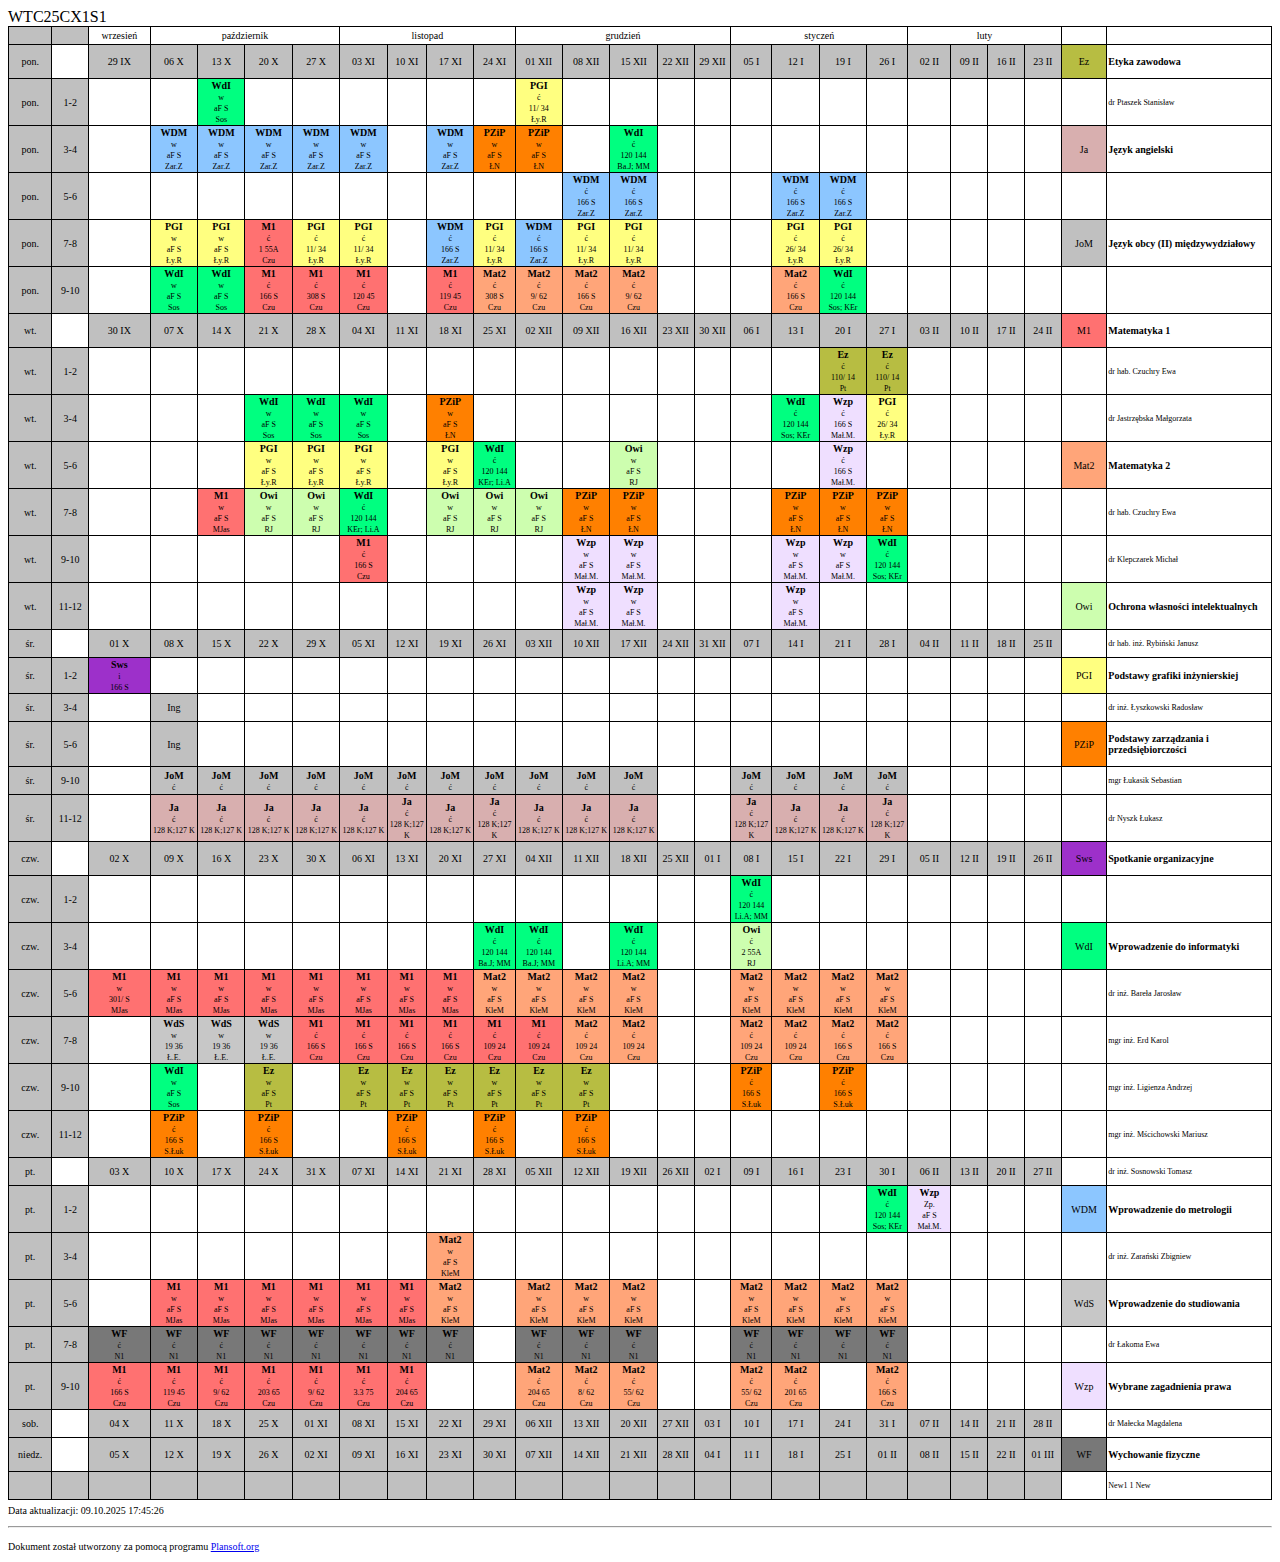 WTC25CX1S1
wrzesień październik listopad grudzień styczeń luty
pon. 29 IX 06 X 13 X 20 X 27 X 03 XI 10 XI 17 XI 24 XI 01 XII 08 XII 15 XII 22 XII 29 XII 05 I 12 I 19 I 26 I 02 II 09 II 16 II 23 II Ez Etyka zawodowa
pon. 1-2 WdI PGI dr Ptaszek Stanisław
w ć
aF S 11/ 34
Sos Ły.R
pon. 3-4 WDM WDM WDM WDM WDM WDM PZiP PZiP WdI Ja Język angielski
w w w w w w w w ć
aF S aF S aF S aF S aF S aF S aF S aF S 120 144
Zar.Z Zar.Z Zar.Z Zar.Z Zar.Z Zar.Z ŁN ŁN Ba.J; MM
pon. 5-6 WDM WDM WDM WDM
ć ć ć ć
166 S 166 S 166 S 166 S
Zar.Z Zar.Z Zar.Z Zar.Z
pon. 7-8 PGI PGI M1 PGI PGI WDM PGI WDM PGI PGI PGI PGI JoM Język obcy (II) międzywydziałowy
w w ć ć ć ć ć ć ć ć ć ć
aF S aF S 1 55A 11/ 34 11/ 34 166 S 11/ 34 166 S 11/ 34 11/ 34 26/ 34 26/ 34
Ły.R Ły.R Czu Ły.R Ły.R Zar.Z Ły.R Zar.Z Ły.R Ły.R Ły.R Ły.R
pon. 9-10 WdI WdI M1 M1 M1 M1 Mat2 Mat2 Mat2 Mat2 Mat2 WdI
w w ć ć ć ć ć ć ć ć ć ć
aF S aF S 166 S 308 S 120 45 119 45 308 S 9/ 62 166 S 9/ 62 166 S 120 144
Sos Sos Czu Czu Czu Czu Czu Czu Czu Czu Czu Sos; KEr
wt. 30 IX 07 X 14 X 21 X 28 X 04 XI 11 XI 18 XI 25 XI 02 XII 09 XII 16 XII 23 XII 30 XII 06 I 13 I 20 I 27 I 03 II 10 II 17 II 24 II M1 Matematyka 1
wt. 1-2 Ez Ez dr hab. Czuchry Ewa
ć ć
110/ 14 110/ 14
Pt Pt
wt. 3-4 WdI WdI WdI PZiP WdI Wzp PGI dr Jastrzębska Małgorzata
w w w w ć ć ć
aF S aF S aF S aF S 120 144 166 S 26/ 34
Sos Sos Sos ŁN Sos; KEr Mał.M. Ły.R
wt. 5-6 PGI PGI PGI PGI WdI Owi Wzp Mat2 Matematyka 2
w w w w ć w ć
aF S aF S aF S aF S 120 144 aF S 166 S
Ły.R Ły.R Ły.R Ły.R KEr; Li.A RJ Mał.M.
wt. 7-8 M1 Owi Owi WdI Owi Owi Owi PZiP PZiP PZiP PZiP PZiP dr hab. Czuchry Ewa
w w w ć w w w w w w w w
aF S aF S aF S 120 144 aF S aF S aF S aF S aF S aF S aF S aF S
MJas RJ RJ KEr; Li.A RJ RJ RJ ŁN ŁN ŁN ŁN ŁN
wt. 9-10 M1 Wzp Wzp Wzp Wzp WdI dr Klepczarek Michał
ć w w w w ć
166 S aF S aF S aF S aF S 120 144
Czu Mał.M. Mał.M. Mał.M. Mał.M. Sos; KEr
wt. 11-12 Wzp Wzp Wzp Owi Ochrona własności intelektualnych
w w w
aF S aF S aF S
Mał.M. Mał.M. Mał.M.
śr. 01 X 08 X 15 X 22 X 29 X 05 XI 12 XI 19 XI 26 XI 03 XII 10 XII 17 XII 24 XII 31 XII 07 I 14 I 21 I 28 I 04 II 11 II 18 II 25 II dr hab. inż. Rybiński Janusz
śr. 1-2 Sws PGI Podstawy grafiki inżynierskiej
i
166 S
śr. 3-4 Ing dr inż. Łyszkowski Radosław
śr. 5-6 Ing PZiP Podstawy zarządzania i
przedsiębiorczości
śr. 9-10 JoM JoM JoM JoM JoM JoM JoM JoM JoM JoM JoM JoM JoM JoM JoM mgr Łukasik Sebastian
ć ć ć ć ć ć ć ć ć ć ć ć ć ć ć
śr. 11-12 Ja Ja Ja Ja Ja Ja Ja Ja Ja Ja Ja Ja Ja Ja Ja dr Nyszk Łukasz
ć ć ć ć ć ć ć ć ć ć ć ć ć ć ć
128 K;127 K 128 K;127 K 128 K;127 K 128 K;127 K 128 K;127 K 128 K;127 K 128 K;127 K 128 K;127 K 128 K;127 K 128 K;127 K 128 K;127 K 128 K;127 K 128 K;127 K 128 K;127 K 128 K;127 K
czw. 02 X 09 X 16 X 23 X 30 X 06 XI 13 XI 20 XI 27 XI 04 XII 11 XII 18 XII 25 XII 01 I 08 I 15 I 22 I 29 I 05 II 12 II 19 II 26 II Sws Spotkanie organizacyjne
czw. 1-2 WdI
ć
120 144
Li.A; MM
czw. 3-4 WdI WdI WdI Owi WdI Wprowadzenie do informatyki
ć ć ć ć
120 144 120 144 120 144 2 55A
Ba.J; MM Ba.J; MM Li.A; MM RJ
czw. 5-6 M1 M1 M1 M1 M1 M1 M1 M1 Mat2 Mat2 Mat2 Mat2 Mat2 Mat2 Mat2 Mat2 dr inż. Bareła Jarosław
w w w w w w w w w w w w w w w w
301/ S aF S aF S aF S aF S aF S aF S aF S aF S aF S aF S aF S aF S aF S aF S aF S
MJas MJas MJas MJas MJas MJas MJas MJas KleM KleM KleM KleM KleM KleM KleM KleM
czw. 7-8 WdS WdS WdS M1 M1 M1 M1 M1 M1 Mat2 Mat2 Mat2 Mat2 Mat2 Mat2 mgr inż. Erd Karol
w w w ć ć ć ć ć ć ć ć ć ć ć ć
19 36 19 36 19 36 166 S 166 S 166 S 166 S 109 24 109 24 109 24 109 24 109 24 109 24 166 S 166 S
Ł.E. Ł.E. Ł.E. Czu Czu Czu Czu Czu Czu Czu Czu Czu Czu Czu Czu
czw. 9-10 WdI Ez Ez Ez Ez Ez Ez Ez PZiP PZiP mgr inż. Ligienza Andrzej
w w w w w w w w ć ć
aF S aF S aF S aF S aF S aF S aF S aF S 166 S 166 S
Sos Pt Pt Pt Pt Pt Pt Pt S.Łuk S.Łuk
czw. 11-12 PZiP PZiP PZiP PZiP PZiP mgr inż. Mścichowski Mariusz
ć ć ć ć ć
166 S 166 S 166 S 166 S 166 S
S.Łuk S.Łuk S.Łuk S.Łuk S.Łuk
pt. 03 X 10 X 17 X 24 X 31 X 07 XI 14 XI 21 XI 28 XI 05 XII 12 XII 19 XII 26 XII 02 I 09 I 16 I 23 I 30 I 06 II 13 II 20 II 27 II dr inż. Sosnowski Tomasz
pt. 1-2 WdI Wzp WDM Wprowadzenie do metrologii
ć Zp.
120 144 aF S
Sos; KEr Mał.M.
pt. 3-4 Mat2 dr inż. Zarański Zbigniew
w
aF S
KleM
pt. 5-6 M1 M1 M1 M1 M1 M1 Mat2 Mat2 Mat2 Mat2 Mat2 Mat2 Mat2 Mat2 WdS Wprowadzenie do studiowania
w w w w w w w w w w w w w w
aF S aF S aF S aF S aF S aF S aF S aF S aF S aF S aF S aF S aF S aF S
MJas MJas MJas MJas MJas MJas KleM KleM KleM KleM KleM KleM KleM KleM
pt. 7-8 WF WF WF WF WF WF WF WF WF WF WF WF WF WF WF dr Łakoma Ewa
ć ć ć ć ć ć ć ć ć ć ć ć ć ć ć
N1 N1 N1 N1 N1 N1 N1 N1 N1 N1 N1 N1 N1 N1 N1
pt. 9-10 M1 M1 M1 M1 M1 M1 M1 Mat2 Mat2 Mat2 Mat2 Mat2 Mat2 Wzp Wybrane zagadnienia prawa
ć ć ć ć ć ć ć ć ć ć ć ć ć
166 S 119 45 9/ 62 203 65 9/ 62 3.3 75 204 65 204 65 8/ 62 55/ 62 55/ 62 201 65 166 S
Czu Czu Czu Czu Czu Czu Czu Czu Czu Czu Czu Czu Czu
sob. 04 X 11 X 18 X 25 X 01 XI 08 XI 15 XI 22 XI 29 XI 06 XII 13 XII 20 XII 27 XII 03 I 10 I 17 I 24 I 31 I 07 II 14 II 21 II 28 II dr Małecka Magdalena
niedz. 05 X 12 X 19 X 26 X 02 XI 09 XI 16 XI 23 XI 30 XI 07 XII 14 XII 21 XII 28 XII 04 I 11 I 18 I 25 I 01 II 08 II 15 II 22 II 01 III WF Wychowanie fizyczne
New1 1 New
Data aktualizacji: 09.10.2025 17:45:26
Dokument został utworzony za pomocą programu Plansoft.org